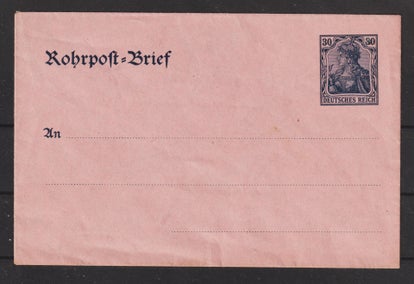 Rohrpost=Brief
30 30
DEUTSCHES REICH
An